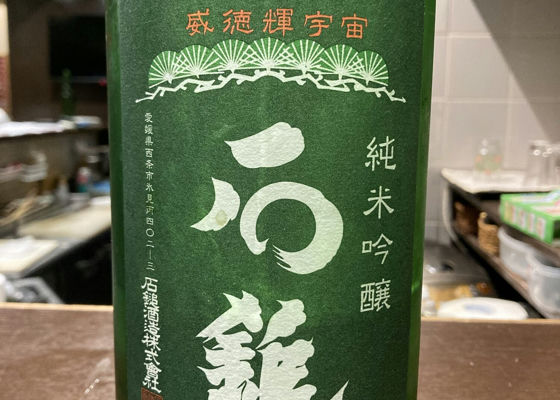 威徳輝宇宙
純米吟醸
石鎚
愛媛県西条市氷見丙四〇二―三
石鎚酒造株式會社